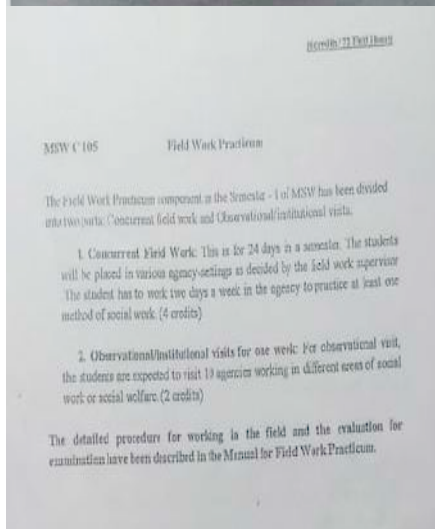 MSW C 105 Field Work Practicum
The Field Work Practicum component in the Semester - 1 of MSW has been divided
into two parts: Concurrent field work and Observational/institutional visits.
1. Concurrent Field Work: This is for 24 days in a semester. The students
will be placed in various agency-settings as decided by the field work supervisor
The student has to work two days a week in the agency to practice at least one
method of social work. (4 credits)
2. Observational/institutional visits for one week: For observational visit,
the students are expected to visit 10 agencies working in different areas of social
work or social welfare. (2 credits)
The detailed procedure for working in the field and the evaluation for
examination have been described in the Manual for Field Work Practicum.